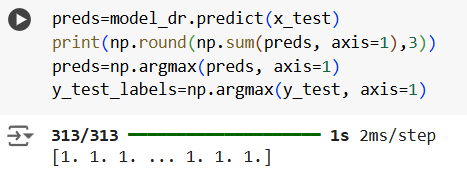 preds=model_dr.predict(x_test)
print(np.round(np.sum(preds, axis=1),3))
preds=np.argmax(preds, axis=1)
y_test_labels=np.argmax(y_test, axis=1)
313/313 ━━━━━━━━━━━━━━━━━━━━ 1s 2ms/step
[1. 1. 1. ... 1. 1. 1.]